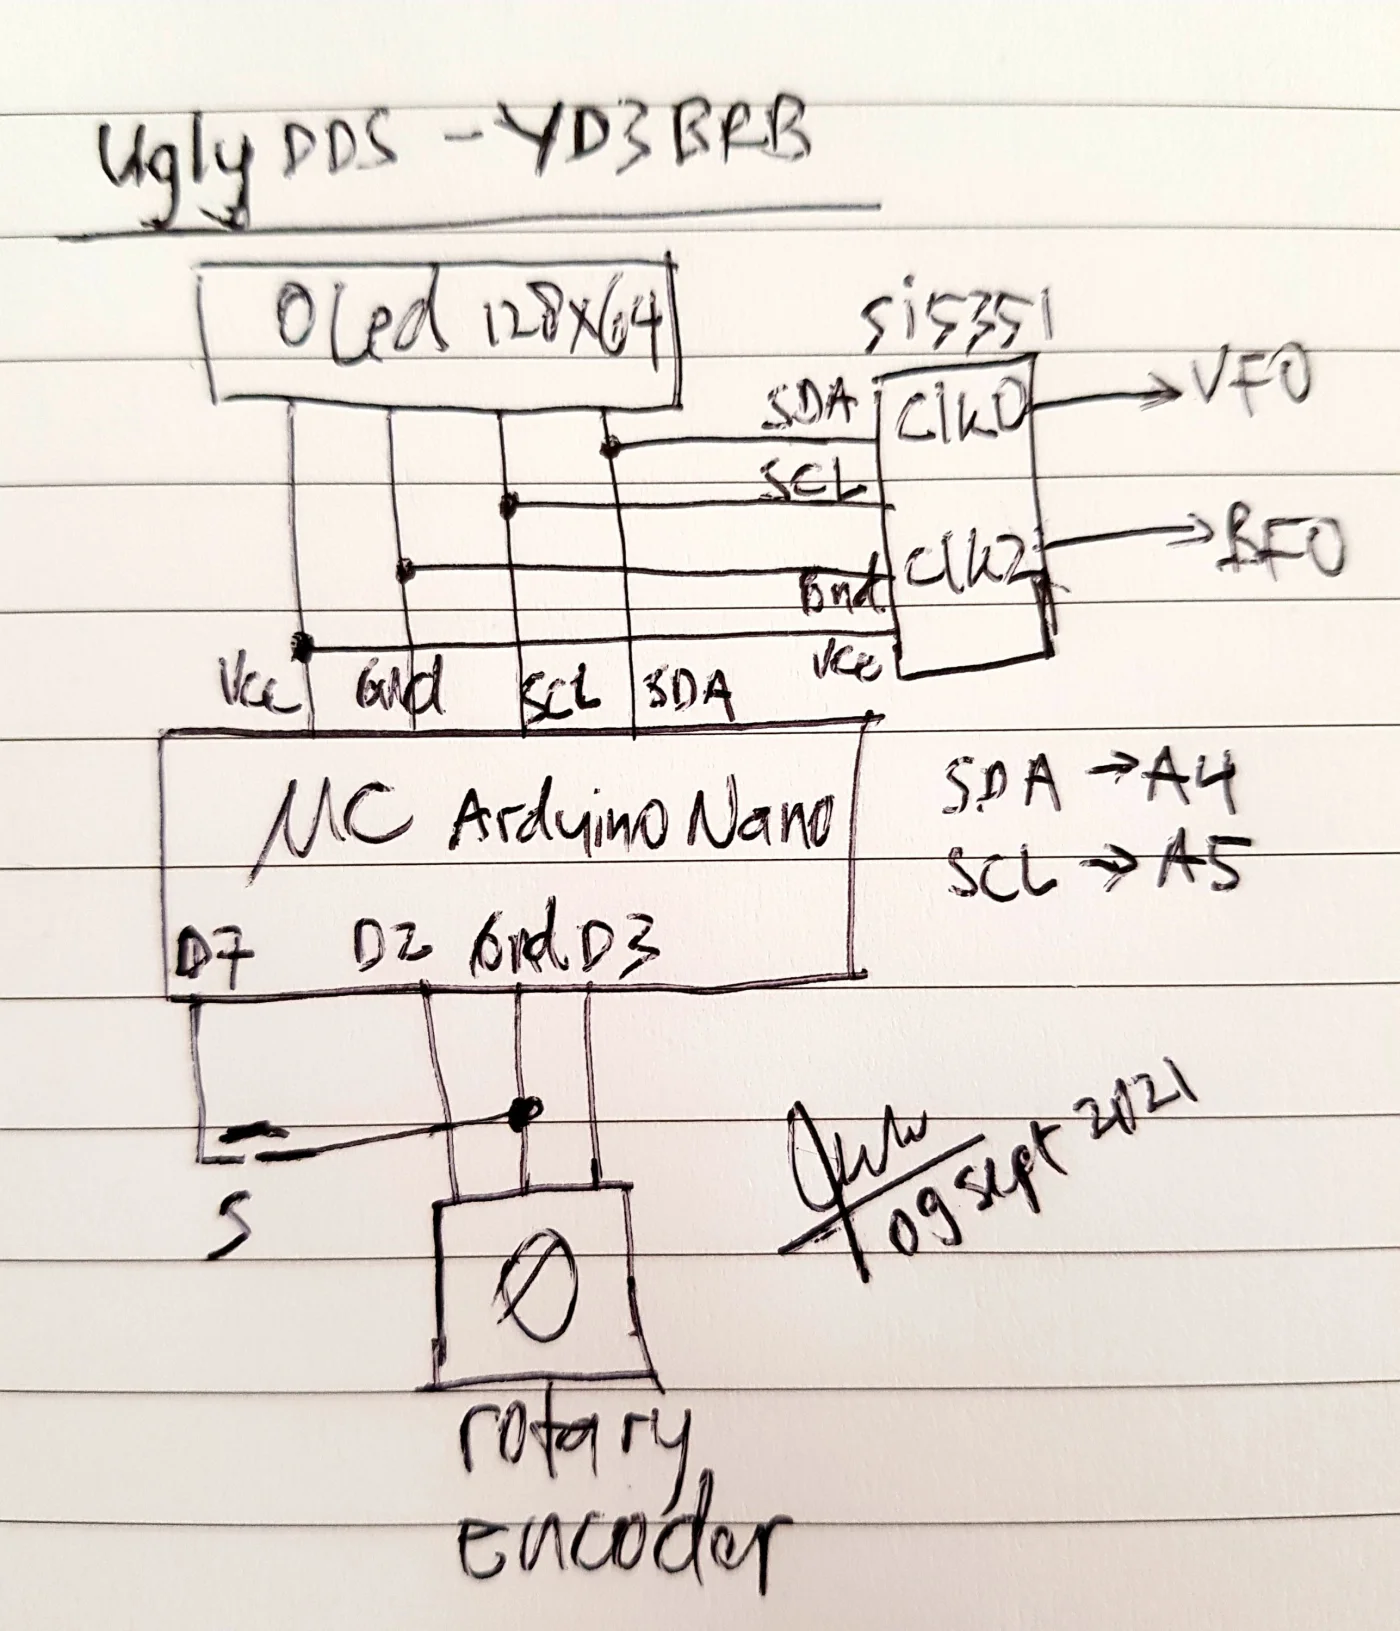 Ugly DDS - YD3BRB
OLed 128x64
si5351
SDA
Clk0
VFO
SCL
Clk2
BFO
Gnd
Vcc
Vcc Gnd SCL SDA
MC Arduino Nano
SDA → A4
SCL → A5
D7 D2 Gnd D3
S
09 sept 2021
rotary
encoder